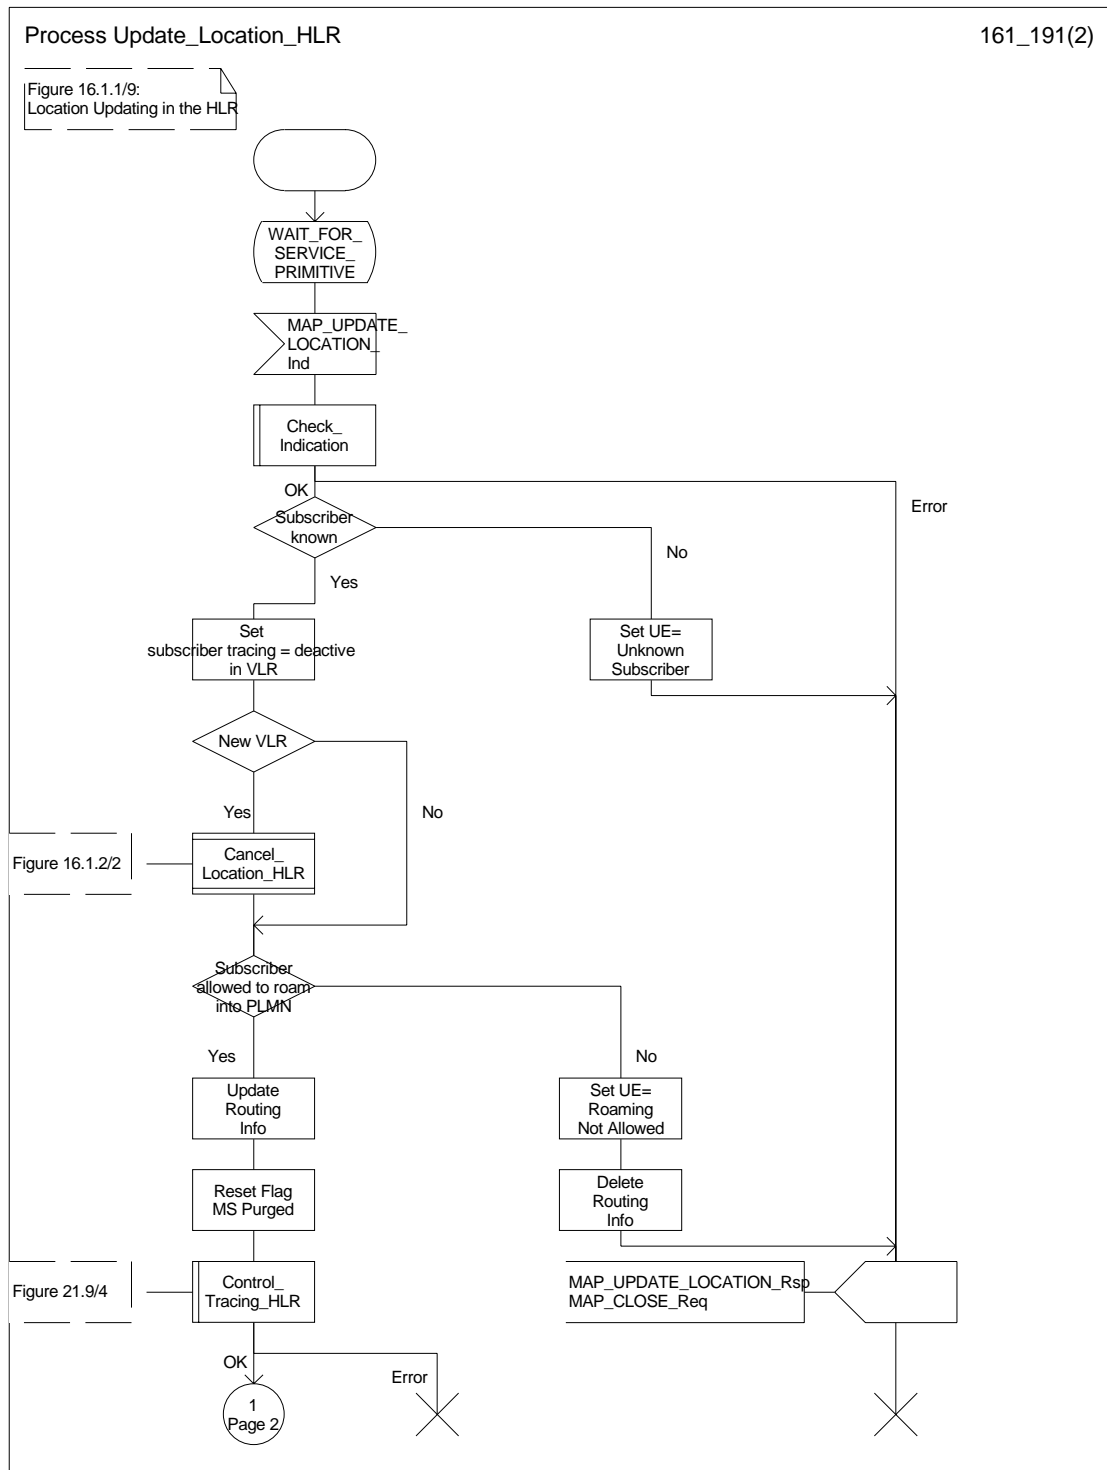 Process Update_Location_HLR
161_191(2)
Figure 16.1.1/9:
Location Updating in the HLR
WAIT_FOR_
SERVICE_
PRIMITIVE
MAP_UPDATE_
LOCATION_
Ind
Check_
Indication
OK
Error
Subscriber
known
No
Yes
Set
subscriber tracing = deactive
in VLR
Set UE=
Unknown
Subscriber
New VLR
Yes
No
Figure 16.1.2/2
Cancel_
Location_HLR
Subscriber
allowed to roam
into PLMN
Yes
No
Update
Routing
Info
Set UE=
Roaming
Not Allowed
Reset Flag
MS Purged
Delete
Routing
Info
Figure 21.9/4
Control_
Tracing_HLR
MAP_UPDATE_LOCATION_Rsp
MAP_CLOSE_Req
OK
Error
1
Page 2